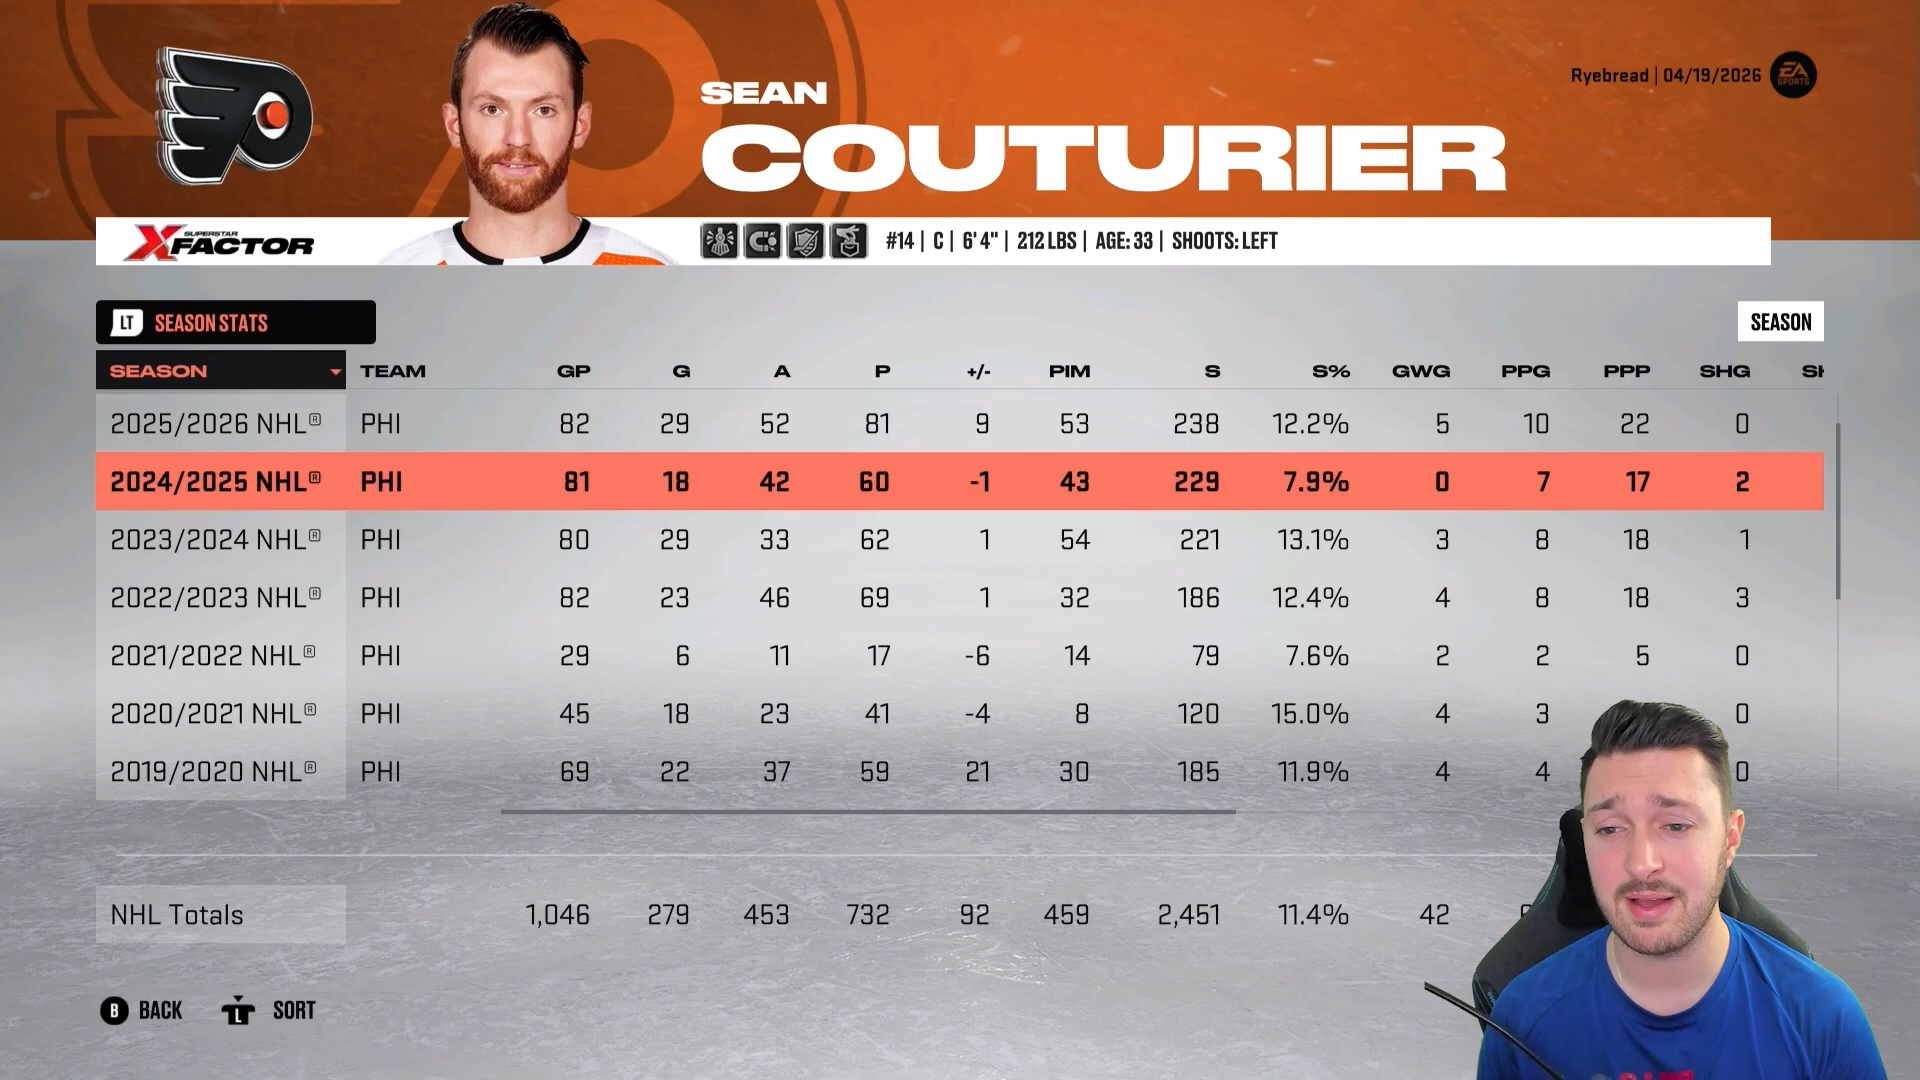 Ryebread | 04/19/2026
EA SPORTS
SEAN
COUTURIER
SUPERSTAR
XFACTOR
#14 | C | 6' 4" | 212 LBS | AGE: 33 | SHOOTS: LEFT
LT SEASON STATS
SEASON
SEASON TEAM GP G A P +/- PIM S S% GWG PPG PPP SHG
2025/2026 NHL® PHI 82 29 52 81 9 53 238 12.2% 5 10 22 0
2024/2025 NHL® PHI 81 18 42 60 -1 43 229 7.9% 0 7 17 2
2023/2024 NHL® PHI 80 29 33 62 1 54 221 13.1% 3 8 18 1
2022/2023 NHL® PHI 82 23 46 69 1 32 186 12.4% 4 8 18 3
2021/2022 NHL® PHI 29 6 11 17 -6 14 79 7.6% 2 2 5 0
2020/2021 NHL® PHI 45 18 23 41 -4 8 120 15.0% 4 3 0
2019/2020 NHL® PHI 69 22 37 59 21 30 185 11.9% 4 4 0
NHL Totals 1,046 279 453 732 92 459 2,451 11.4% 42
B BACK L SORT